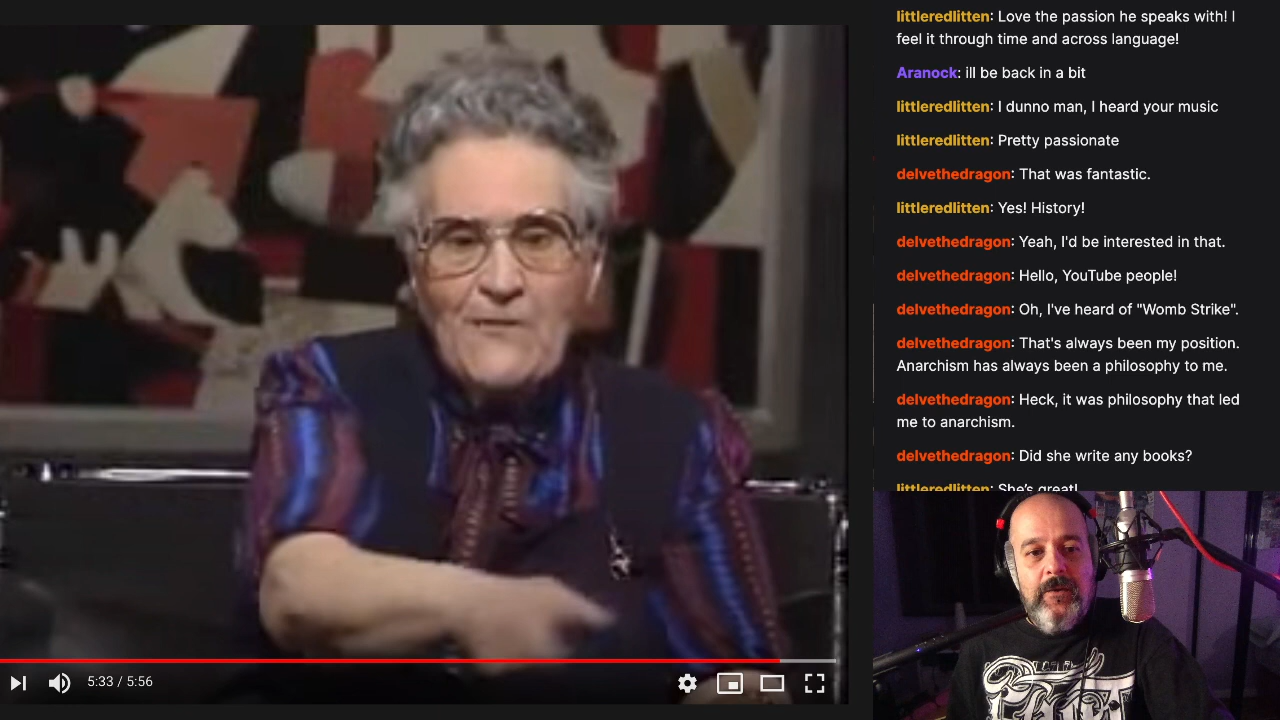 littleredlitten: Love the passion he speaks with! I
feel it through time and across language!
Aranock: ill be back in a bit
littleredlitten: I dunno man, I heard your music
littleredlitten: Pretty passionate
delvethedragon: That was fantastic.
littleredlitten: Yes! History!
delvethedragon: Yeah, I'd be interested in that.
delvethedragon: Hello, YouTube people!
delvethedragon: Oh, I've heard of "Womb Strike".
delvethedragon: That's always been my position.
Anarchism has always been a philosophy to me.
delvethedragon: Heck, it was philosophy that led
me to anarchism.
delvethedragon: Did she write any books?
littleredlitten: She's great!
5:33 / 5:56